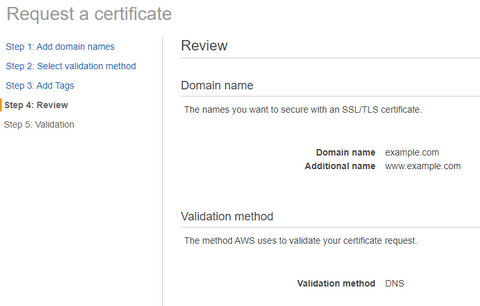 Request a certificate
Step 1: Add domain names
Step 2: Select validation method
Step 3: Add Tags
Step 4: Review
Step 5: Validation
Review
Domain name
The names you want to secure with an SSL/TLS certificate.
Domain name example.com
Additional name www.example.com
Validation method
The method AWS uses to validate your certificate request.
Validation method DNS